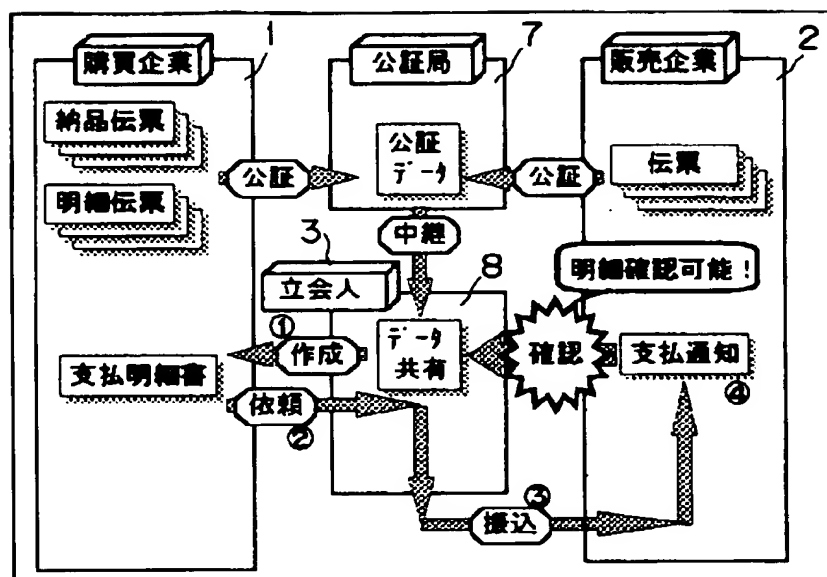 1
7
2
購買企業
公証局
販売企業
納品伝票
公証
データ
伝票
公証
公証
明細伝票
中継
3
8
明細確認可能!
立会人
①
作成
データ
共有
確認
支払通知
支払明細書
④
依頼
②
③
振込